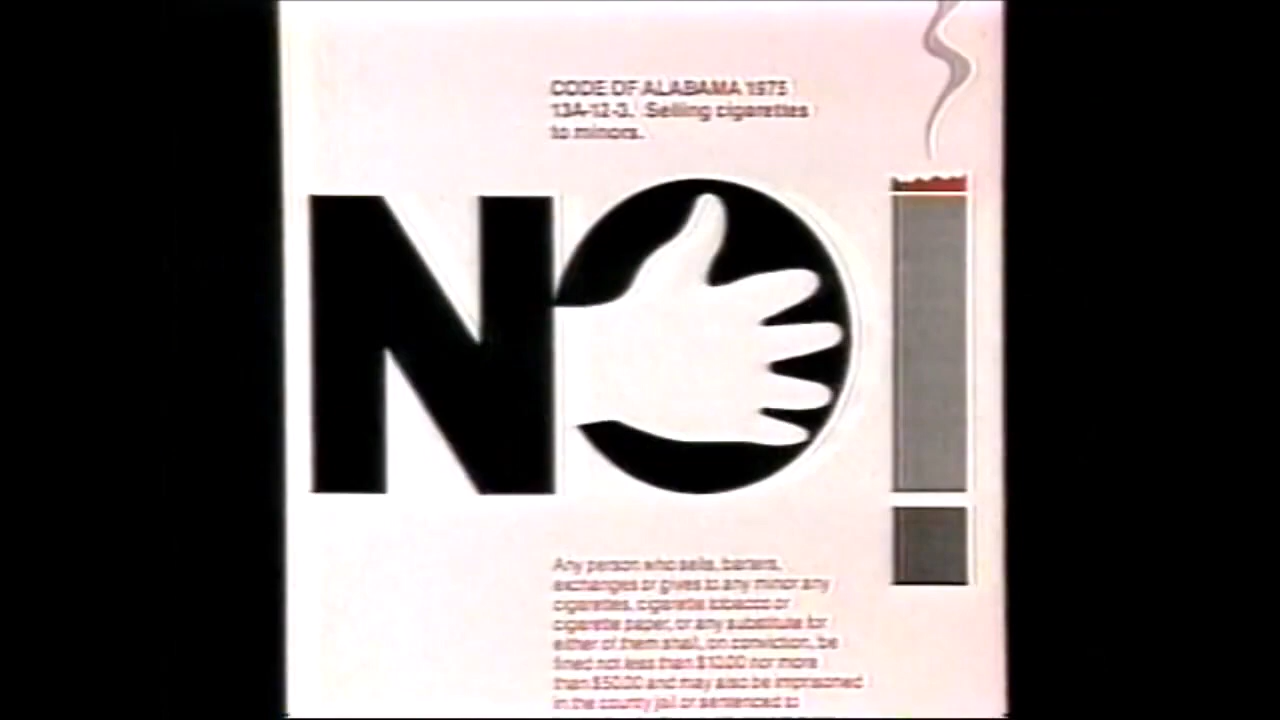 CODE OF ALABAMA 1975
13A-12-3. Selling cigarettes
to minors.
NO!
Any person who sells, barters,
exchanges or gives to any minor any
cigarettes, cigarette tobacco or
cigarette paper, or any substitute for
either of them shall, on conviction, be
fined not less than $10.00 nor more
than $50.00 and may also be imprisoned
in the county jail or sentenced to